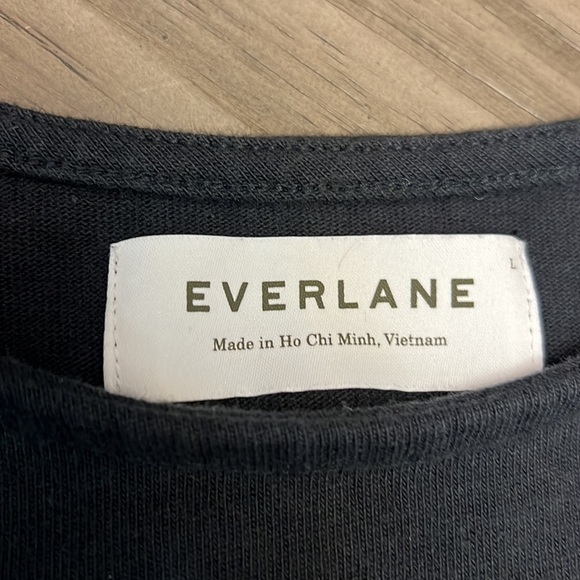 EVERLANE
Made in Ho Chi Minh, Vietnam
L